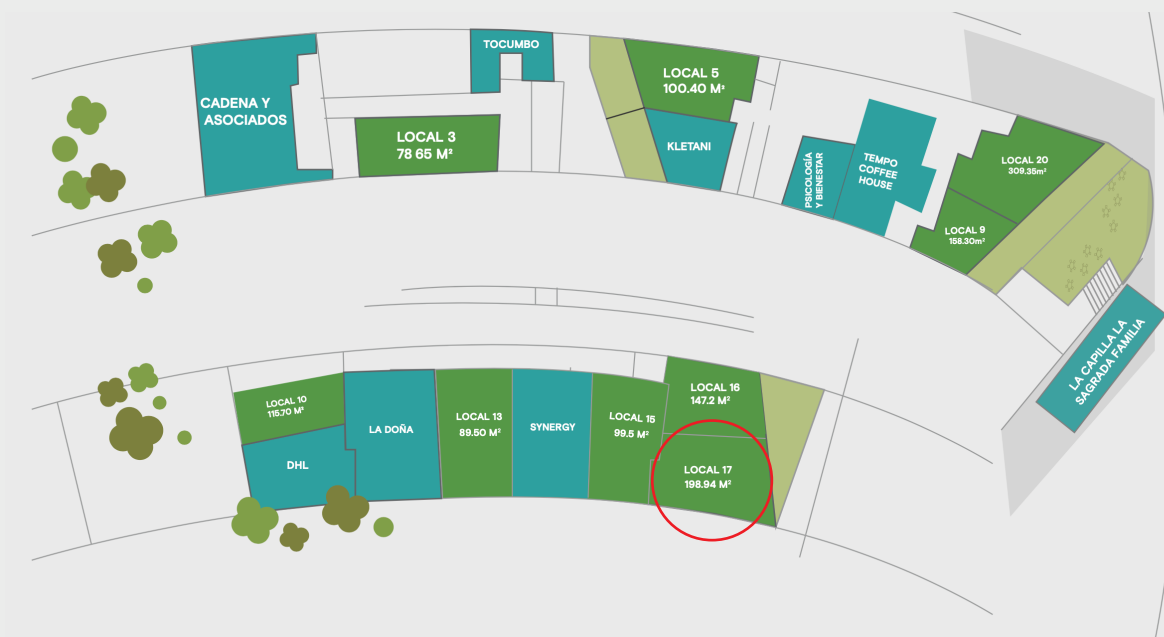 CADENA Y
ASOCIADOS
TOCUMBO
LOCAL 3
78 65 M²
LOCAL 5
100.40 M²
KLETANI
PSICOLOGÍA
Y BIENESTAR
TEMPO
COFFEE
HOUSE
LOCAL 20
309.35m²
LOCAL 9
158.30m²
LA CAPILLA LA
SAGRADA FAMILIA
LOCAL 10
115.70 M²
DHL
LA DOÑA
LOCAL 13
89.50 M²
SYNERGY
LOCAL 15
99.5 M²
LOCAL 16
147.2 M²
LOCAL 17
198.94 M²